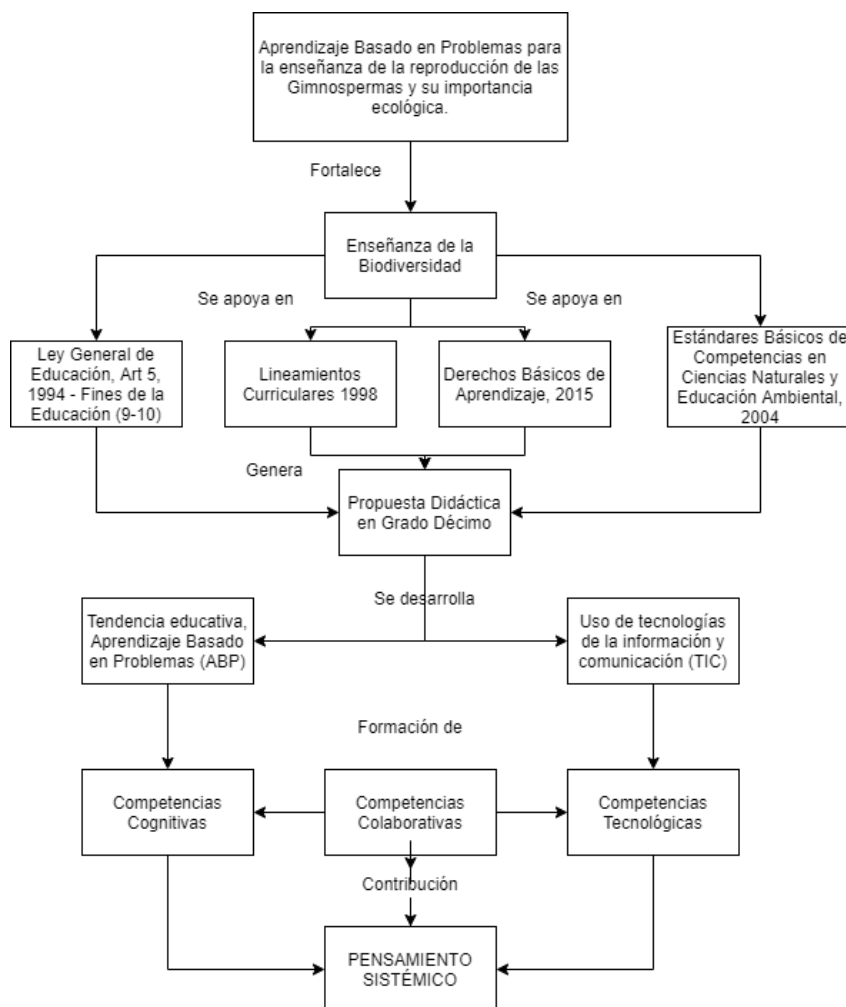 Aprendizaje Basado en Problemas para
la enseñanza de la reproducción de las
Gimnospermas y su importancia
ecológica.
Fortalece
Enseñanza de la
Biodiversidad
Se apoya en
Se apoya en
Ley General de
Educación, Art 5,
1994 - Fines de la
Educación (9-10)
Lineamientos
Curriculares 1998
Derechos Básicos de
Aprendizaje, 2015
Estándares Básicos de
Competencias en
Ciencias Naturales y
Educación Ambiental,
2004
Genera
Propuesta Didáctica
en Grado Décimo
Se desarrolla
Tendencia educativa,
Aprendizaje Basado
en Problemas (ABP)
Uso de tecnologías
de la información y
comunicación (TIC)
Formación de
Competencias
Cognitivas
Competencias
Colaborativas
Competencias
Tecnológicas
Contribución
PENSAMIENTO
SISTÉMICO